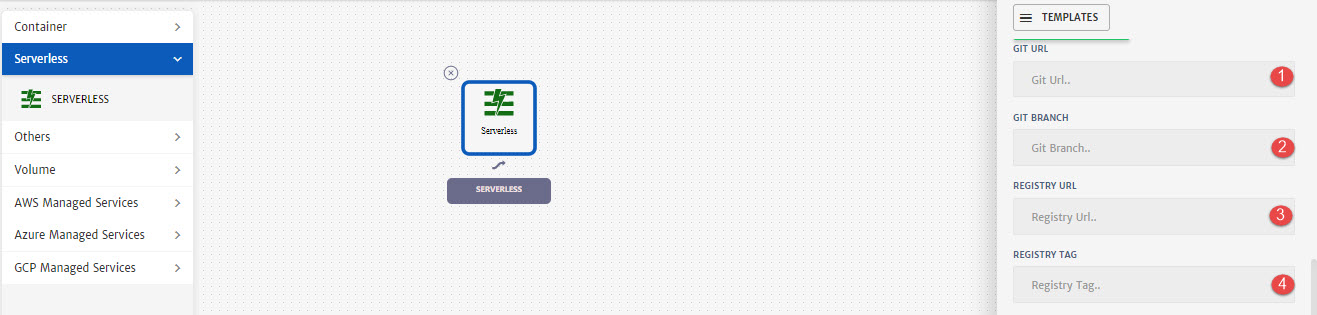 Container
Serverless
SERVERLESS
Others
Volume
AWS Managed Services
Azure Managed Services
GCP Managed Services
Serverless
SERVERLESS
TEMPLATES
GIT URL
Git Url..
1
GIT BRANCH
Git Branch..
2
REGISTRY URL
Registry Url..
3
REGISTRY TAG
Registry Tag..
4